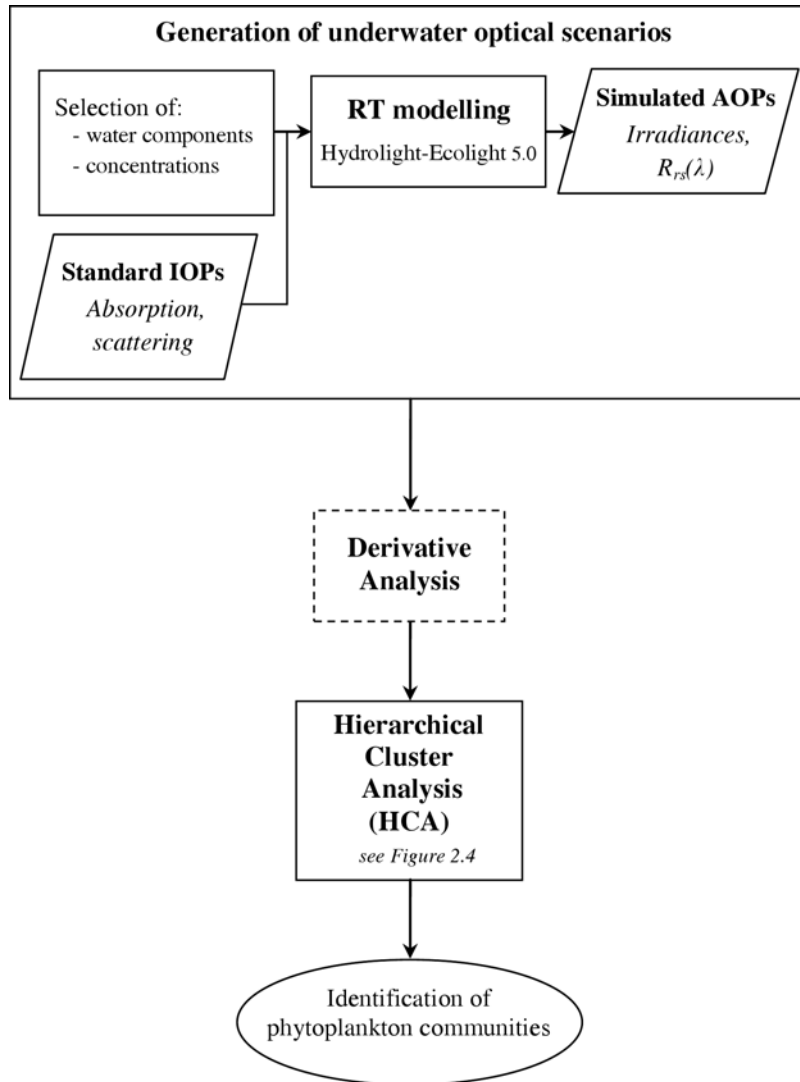 Generation of underwater optical scenarios
Selection of:
- water components
- concentrations
RT modelling
Hydrolight-Ecolight 5.0
Simulated AOPs
Irradiances,
Rrs(λ)
Standard IOPs
Absorption,
scattering
Derivative
Analysis
Hierarchical
Cluster
Analysis
(HCA)
see Figure 2.4
Identification of
phytoplankton communities